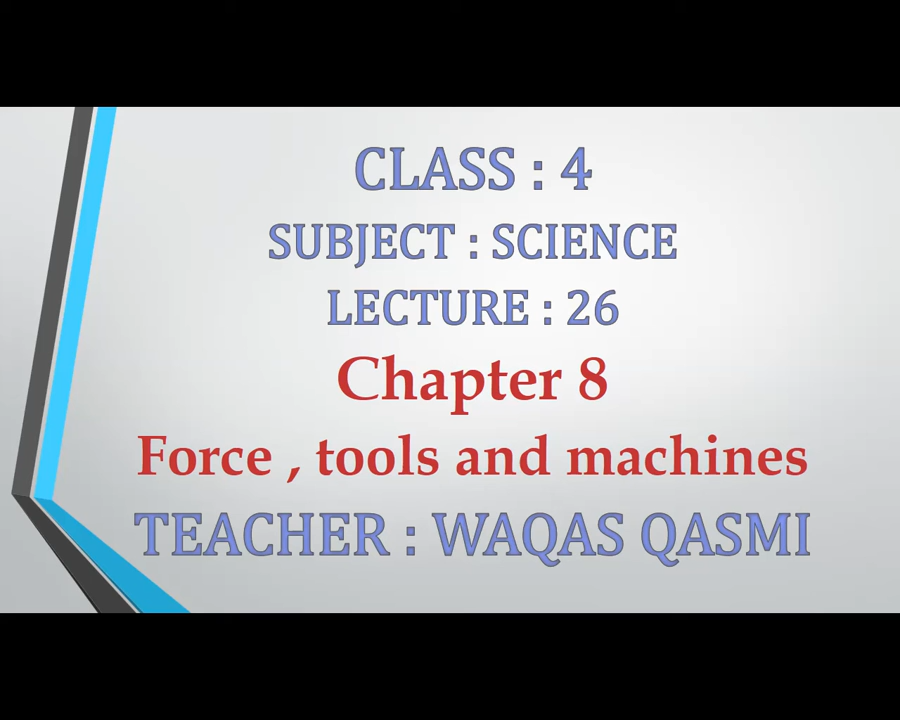 CLASS : 4
SUBJECT : SCIENCE
LECTURE : 26
Chapter 8
Force , tools and machines
TEACHER : WAQAS QASMI